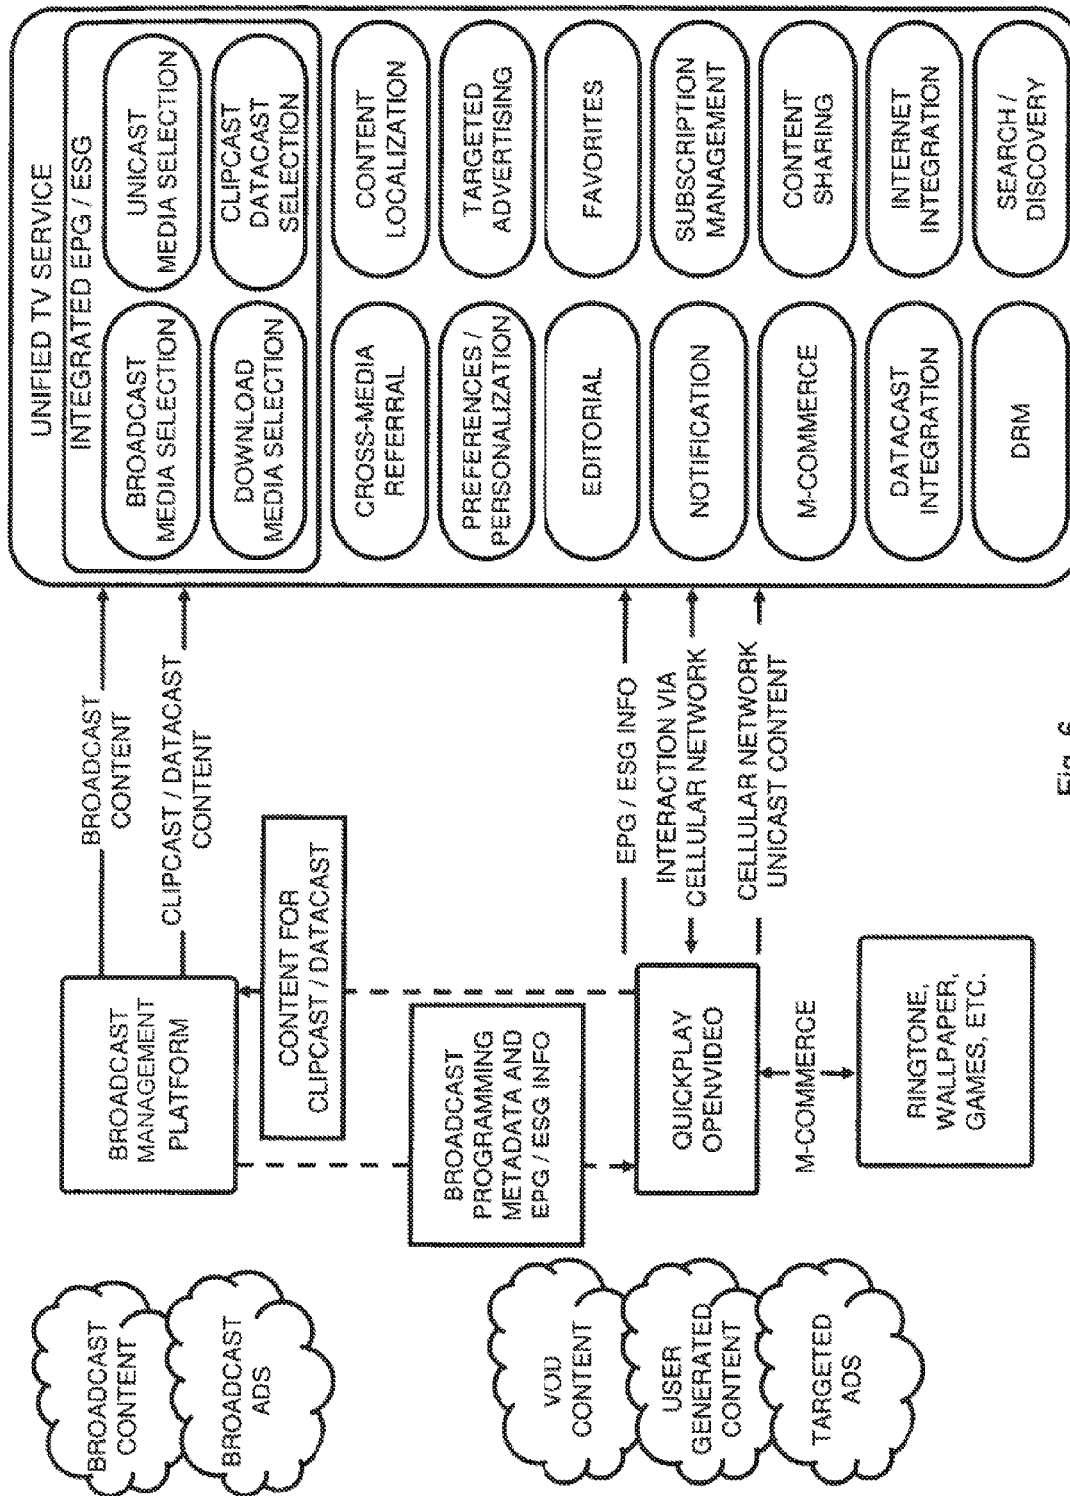 UNIFIED TV SERVICE
INTEGRATED EPG / ESG
BROADCAST
MEDIA SELECTION
UNICAST
MEDIA SELECTION
DOWNLOAD
MEDIA SELECTION
CLIPCAST
DATACAST
SELECTION
CROSS-MEDIA
REFERRAL
CONTENT
LOCALIZATION
PREFERENCES /
PERSONALIZATION
TARGETED
ADVERTISING
EDITORIAL
FAVORITES
NOTIFICATION
SUBSCRIPTION
MANAGEMENT
M-COMMERCE
CONTENT
SHARING
DATACAST
INTEGRATION
INTERNET
INTEGRATION
DRM
SEARCH /
DISCOVERY
BROADCAST
CONTENT
CLIPCAST / DATACAST
CONTENT
EPG / ESG INFO
INTERACTION VIA
CELLULAR NETWORK
CELLULAR NETWORK
UNICAST CONTENT
BROADCAST
MANAGEMENT
PLATFORM
CONTENT FOR
CLIPCAST / DATACAST
BROADCAST
PROGRAMMING
METADATA AND
EPG / ESG INFO
QUICKPLAY
OPENVIDEO
M-COMMERCE
RINGTONE,
WALLPAPER,
GAMES, ETC.
BROADCAST
CONTENT
BROADCAST
ADS
VOD
CONTENT
USER
GENERATED
CONTENT
TARGETED
ADS
Fig. 6